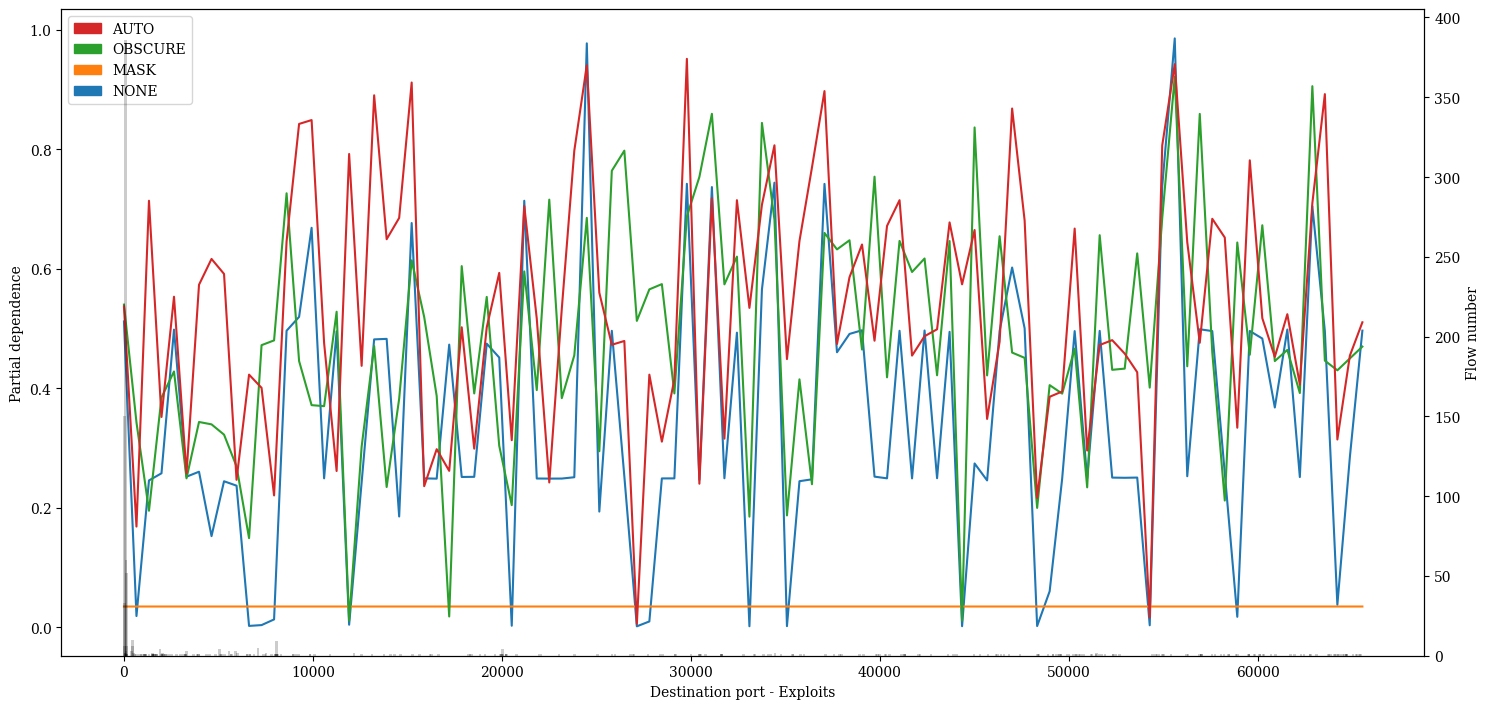 AUTO
OBSCURE
MASK
NONE
1.0
0.8
0.6
0.4
0.2
0.0
Partial dependence
400
350
300
250
200
150
100
50
0
Flow number
0 10000 20000 30000 40000 50000 60000
Destination port - Exploits